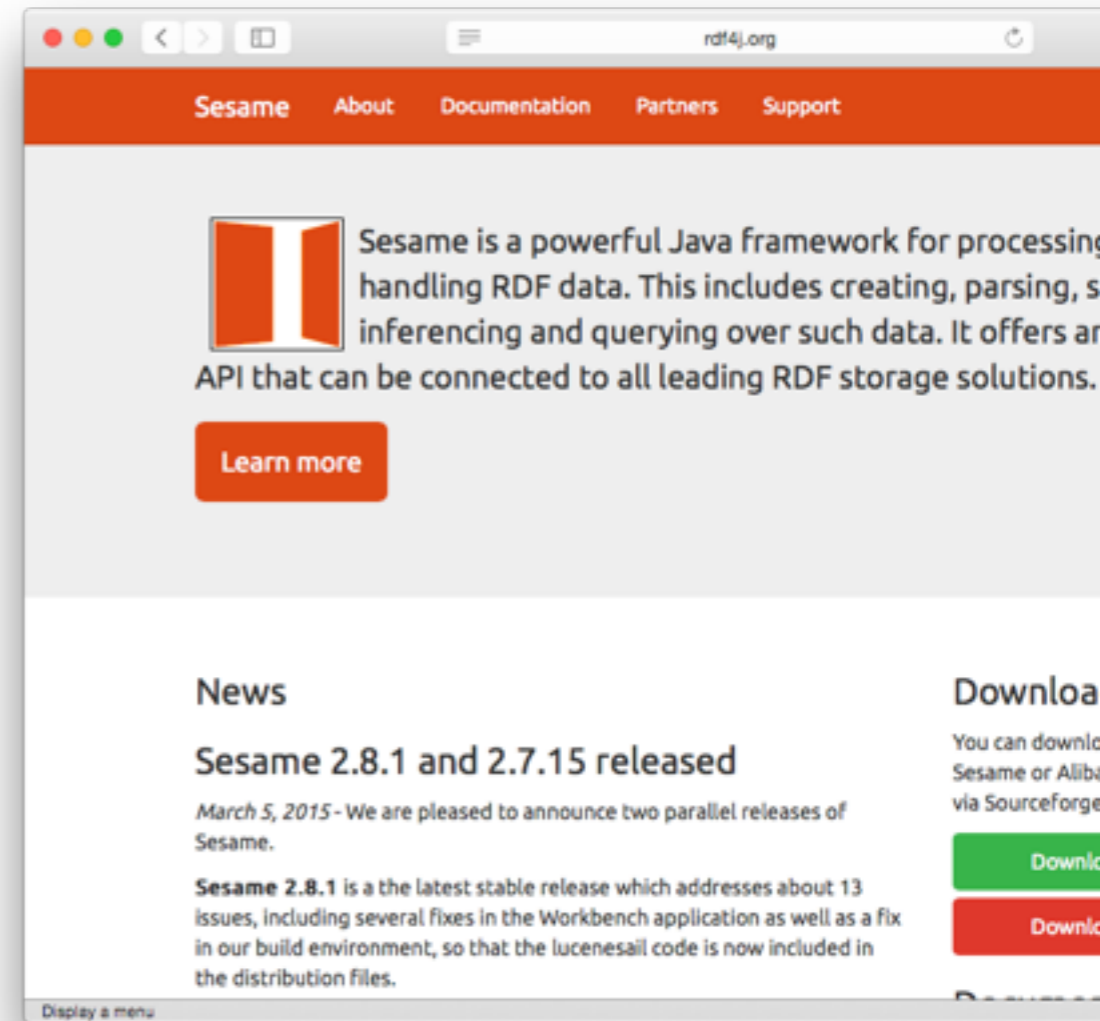 rdf4j.org
Sesame About Documentation Partners Support
Sesame is a powerful Java framework for processing
handling RDF data. This includes creating, parsing,
inferencing and querying over such data. It offers
API that can be connected to all leading RDF storage solutions.
Learn more
News
Sesame 2.8.1 and 2.7.15 released
March 5, 2015 - We are pleased to announce two parallel releases of
Sesame.
Sesame 2.8.1 is a the latest stable release which addresses about 13
issues, including several fixes in the Workbench application as well as a fix
in our build environment, so that the lucenesail code is now included in
the distribution files.
You can
Sesame or
via Sourceforge
Display a menu